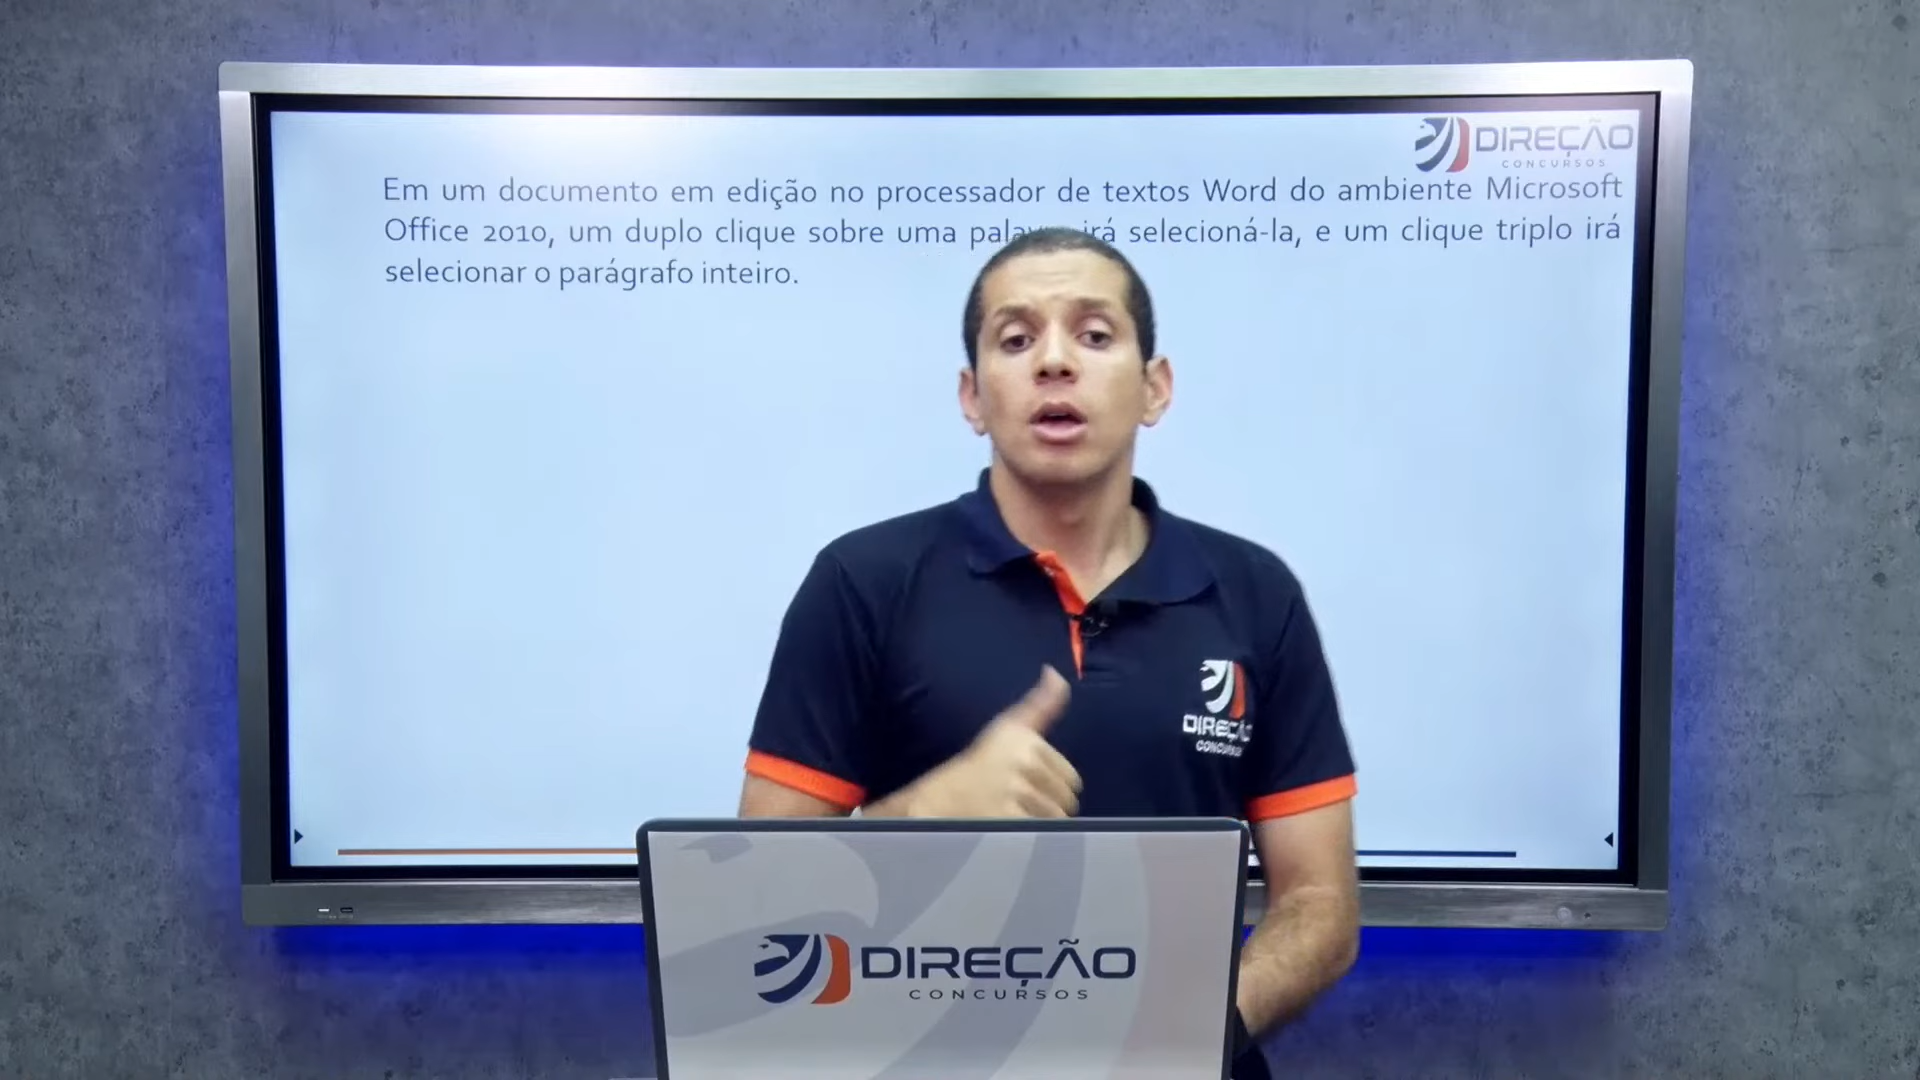 DIREÇÃO
CONCURSOS
Em um documento em edição no processador de textos Word do ambiente Microsoft
Office 2010, um duplo clique sobre uma irá selecioná-la, e um clique triplo irá
selecionar o parágrafo inteiro.
DIREÇÃO
CONCURSOS
DIREÇÃO
CONCURSOS